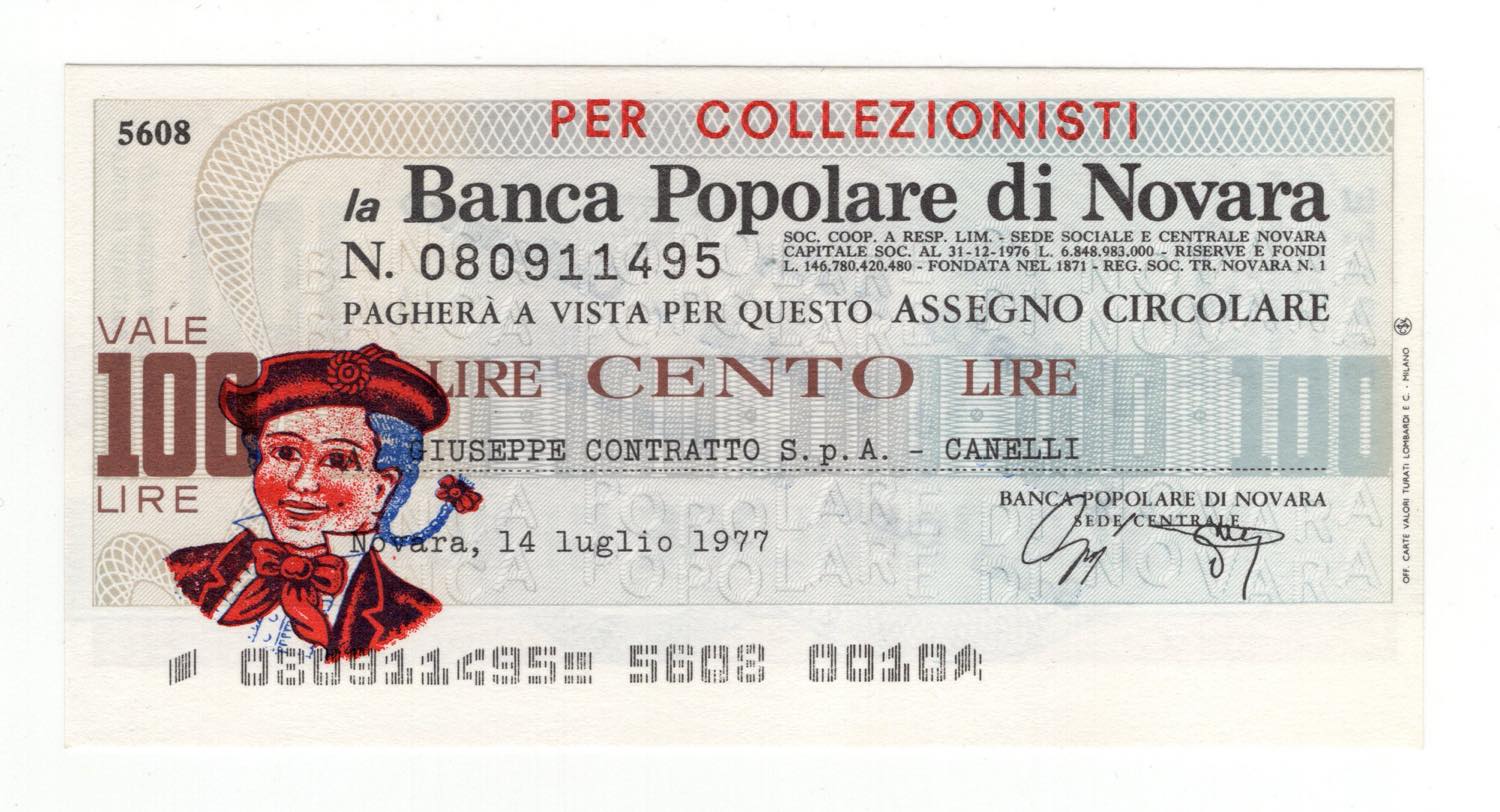 PER COLLEZIONISTI
5608
la Banca Popolare di Novara
N. 080911495
SOC. COOP. A RESP. LIM. - SEDE SOCIALE E CENTRALE NOVARA
CAPITALE SOC. AL 31-12-1976 L. 6.848.983.000 - RISERVE E FONDI
L. 146.780.420.480 - FONDATA NEL 1871 - REG. SOC. TR. NOVARA N. 1
PAGHERÀ A VISTA PER QUESTO ASSEGNO CIRCOLARE
VALE
100
LIRE
LIRE CENTO LIRE
100
A GIUSEPPE CONTRATTO S.p.A. - CANELLI
BANCA POPOLARE DI NOVARA
SEDE CENTRALE
Novara, 14 luglio 1977
OFF. CARTE VALORI TURATI LOMBARDI E C. - MILANO
080911495 5608 0010